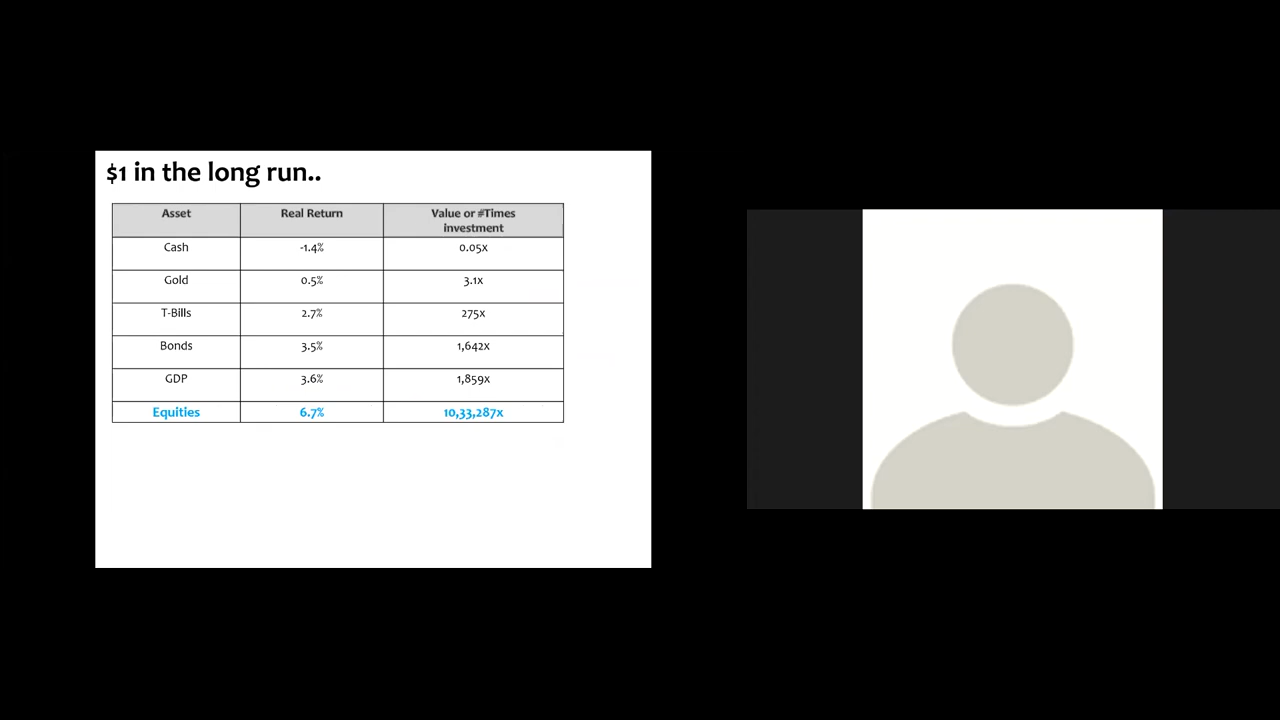 $1 in the long run..
Asset Real Return Value or #Times
investment
Cash -1.4% 0.05x
Gold 0.5% 3.1x
T-Bills 2.7% 275x
Bonds 3.5% 1,642x
GDP 3.6% 1,859x
Equities 6.7% 10,33,287x